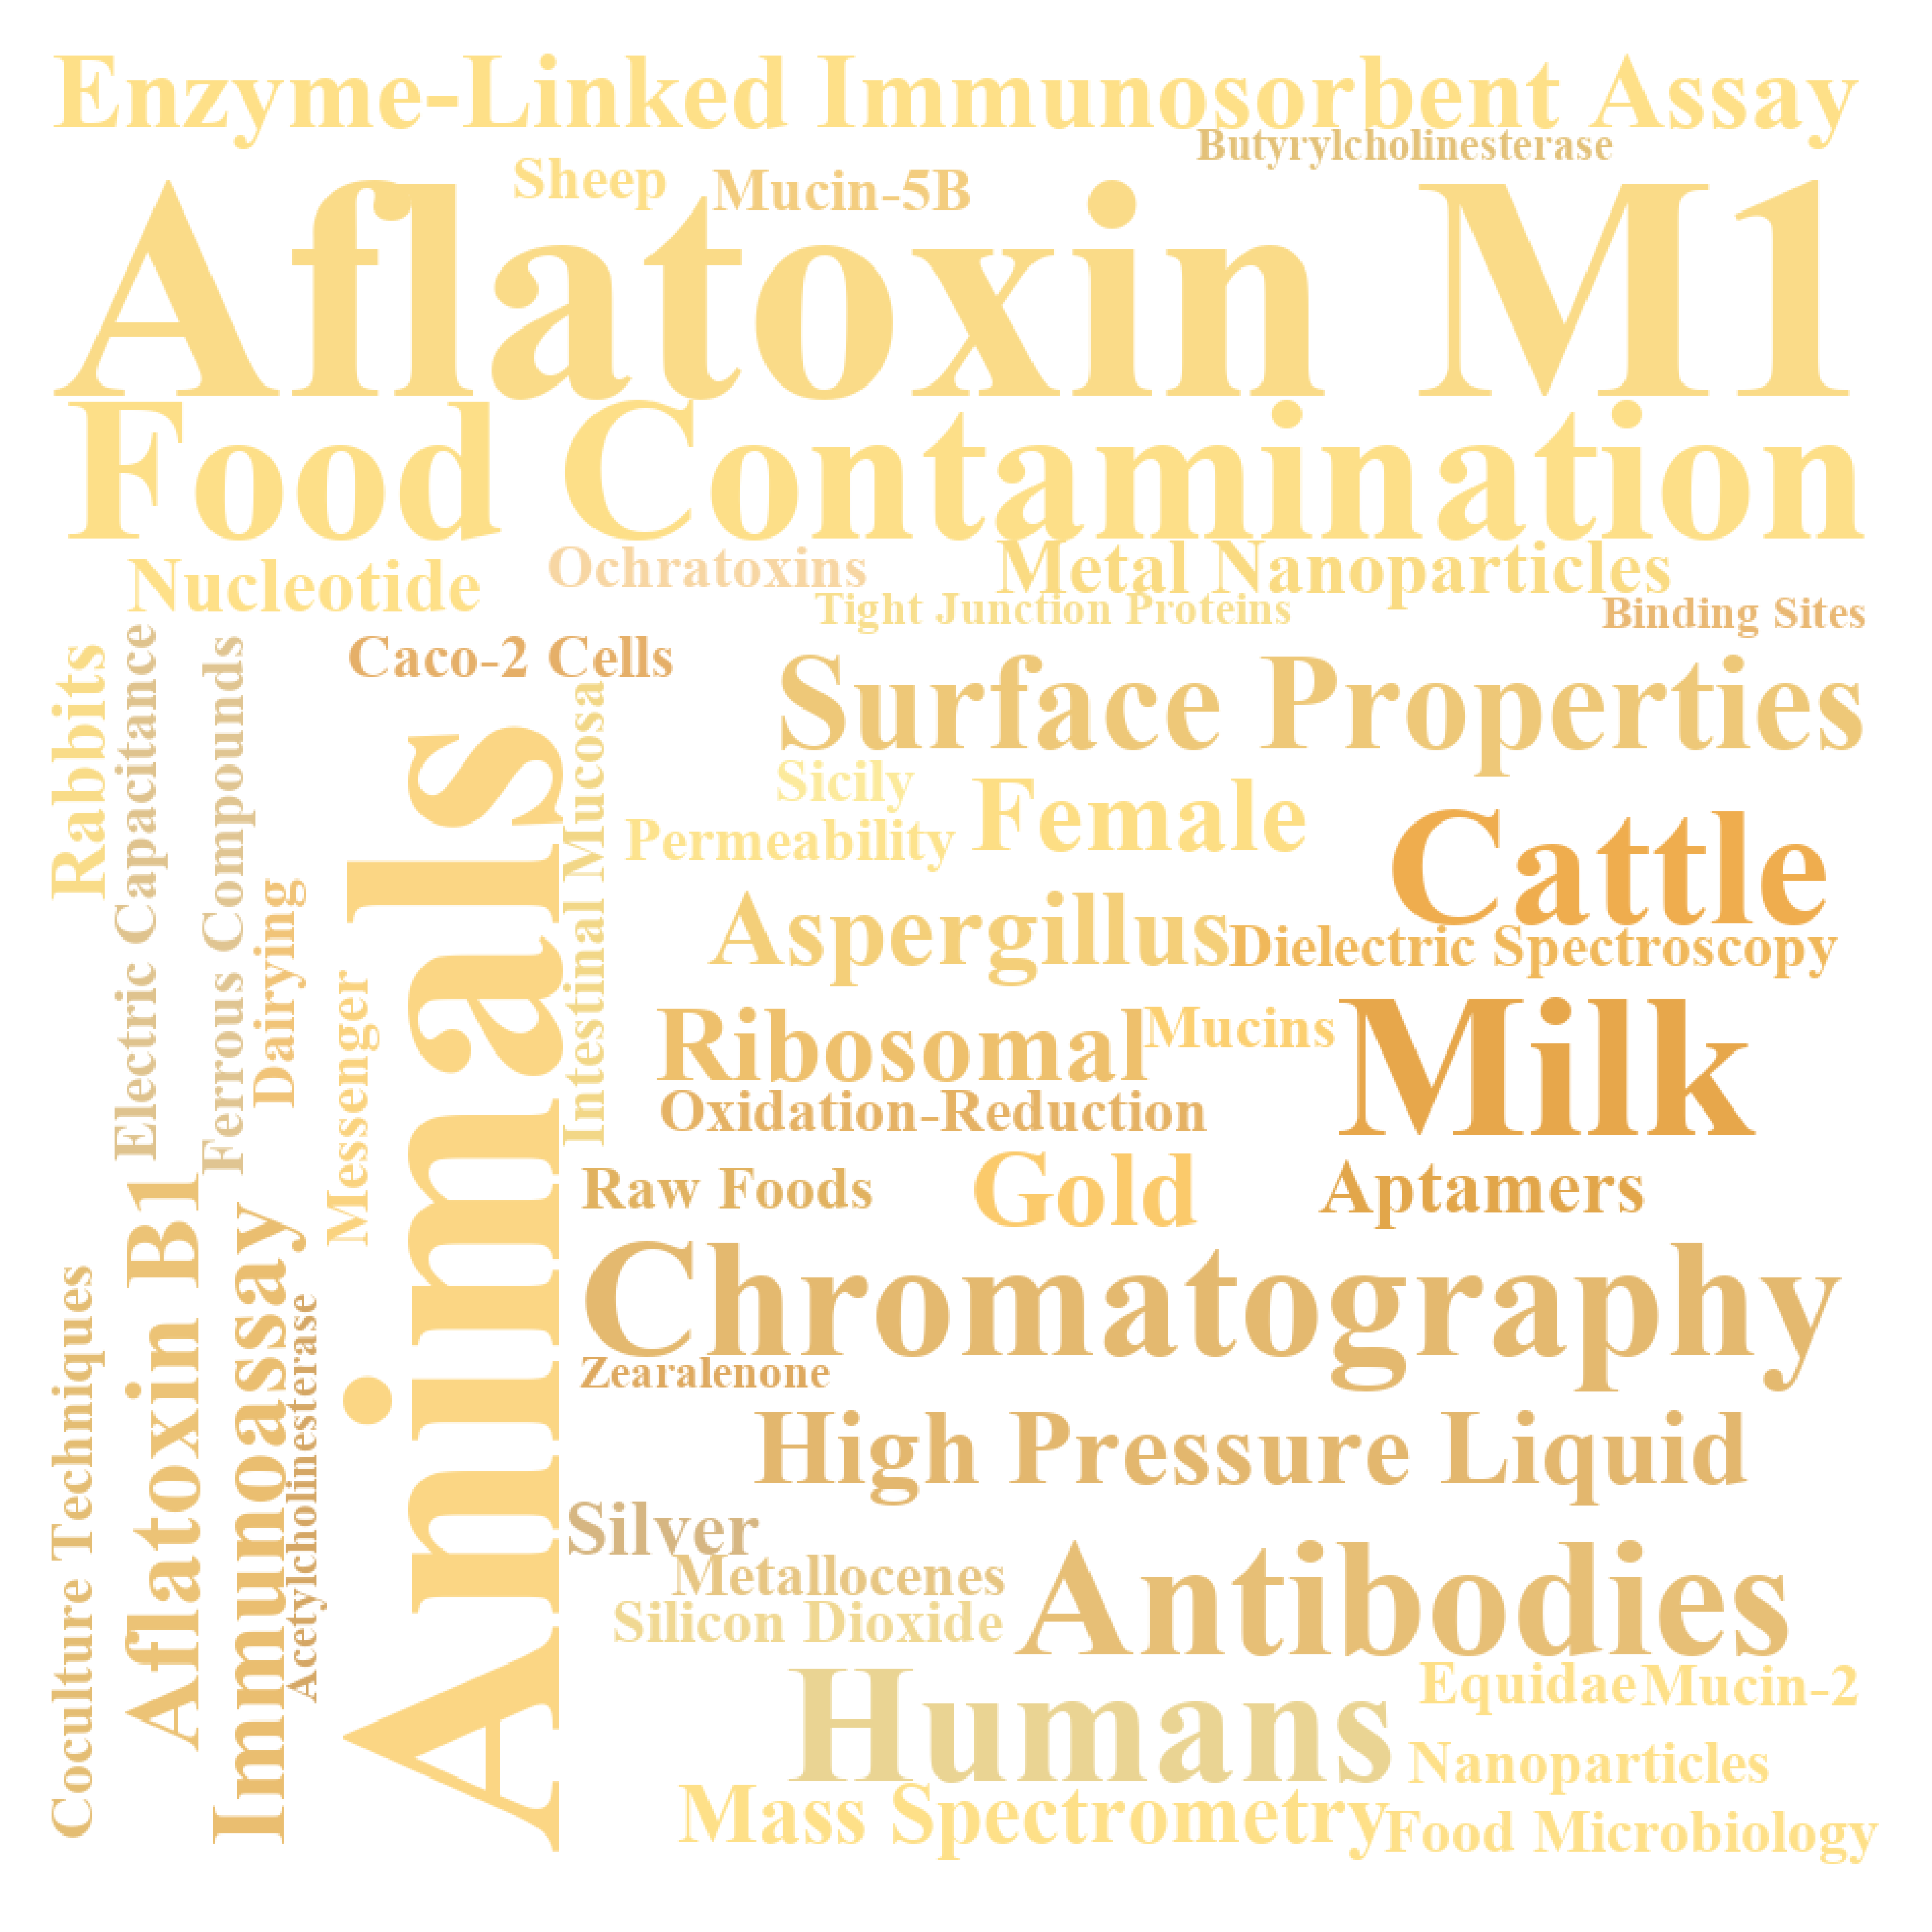 Enzyme-Linked Immunosorbent Assay
Butyrylcholinesterase
Sheep
Mucin-5B
Aflatoxin M1
Food Contamination
Nucleotide
Ochratoxins
Metal Nanoparticles
Tight Junction Proteins
Binding Sites
Rabbits
Electric Capacitance
Ferrous Compounds
Caco-2 Cells
Surface Properties
Intestinal Mucosa
Sicily
Female
Permeability
Cattle
Dairying
Aspergillus
Dielectric Spectroscopy
Messenger
Animals
Ribosomal
Mucins
Milk
Oxidation-Reduction
Raw Foods
Gold
Aptamers
Aflatoxin B1
Immunoassay
Chromatography
Coculture Techniques
Acetylcholinesterase
Zearalenone
High Pressure Liquid
Silver
Metallocenes
Antibodies
Silicon Dioxide
Humans
Equidae
Mucin-2
Nanoparticles
Mass Spectrometry
Food Microbiology